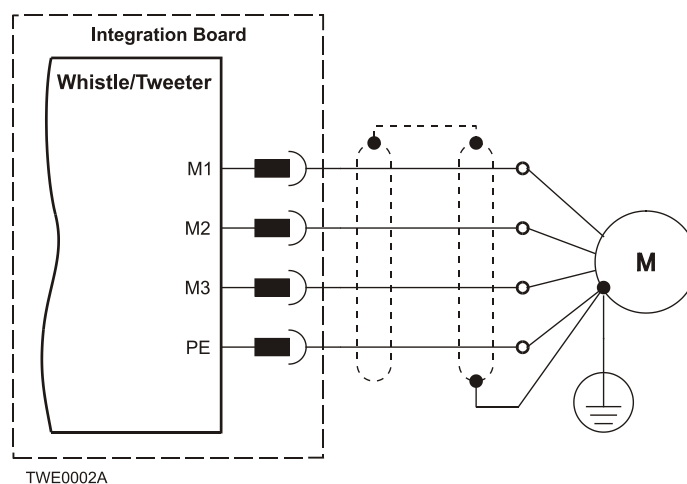 Integration Board
Whistle/Tweeter
M1
M2
M3
PE
M
TWE0002A